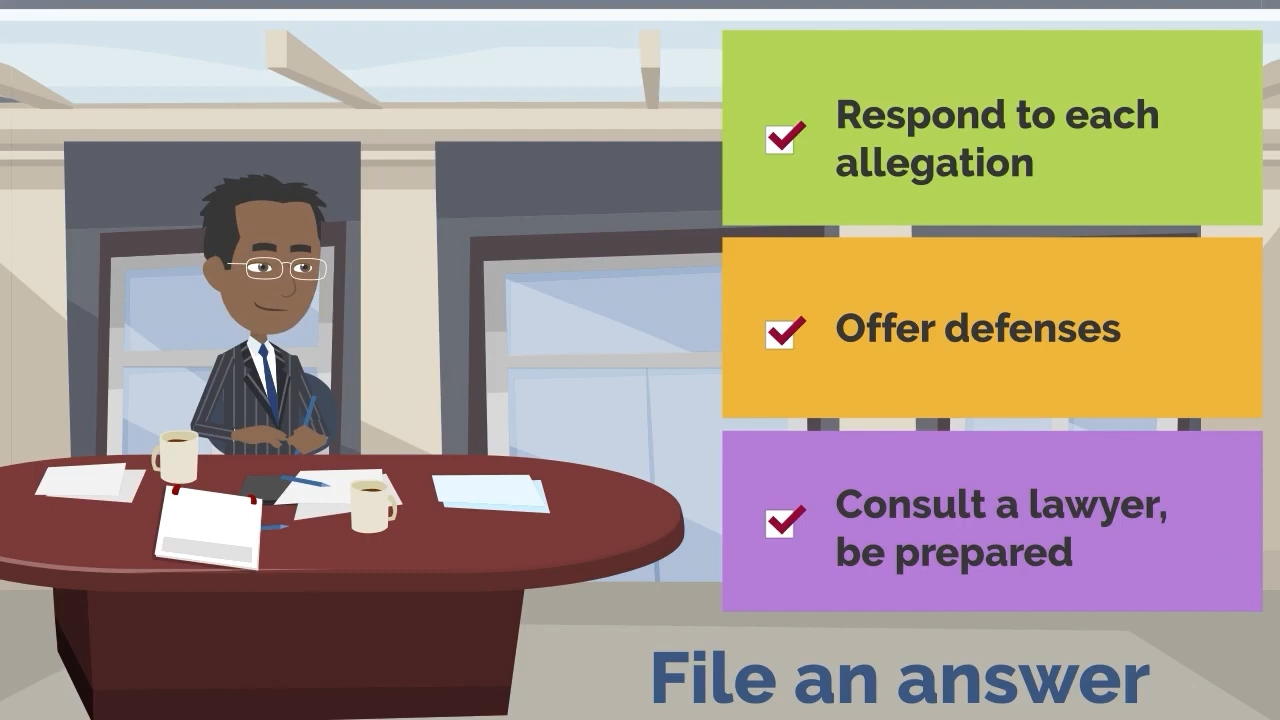 Respond to each
allegation
Offer defenses
Consult a lawyer,
be prepared
File an answer